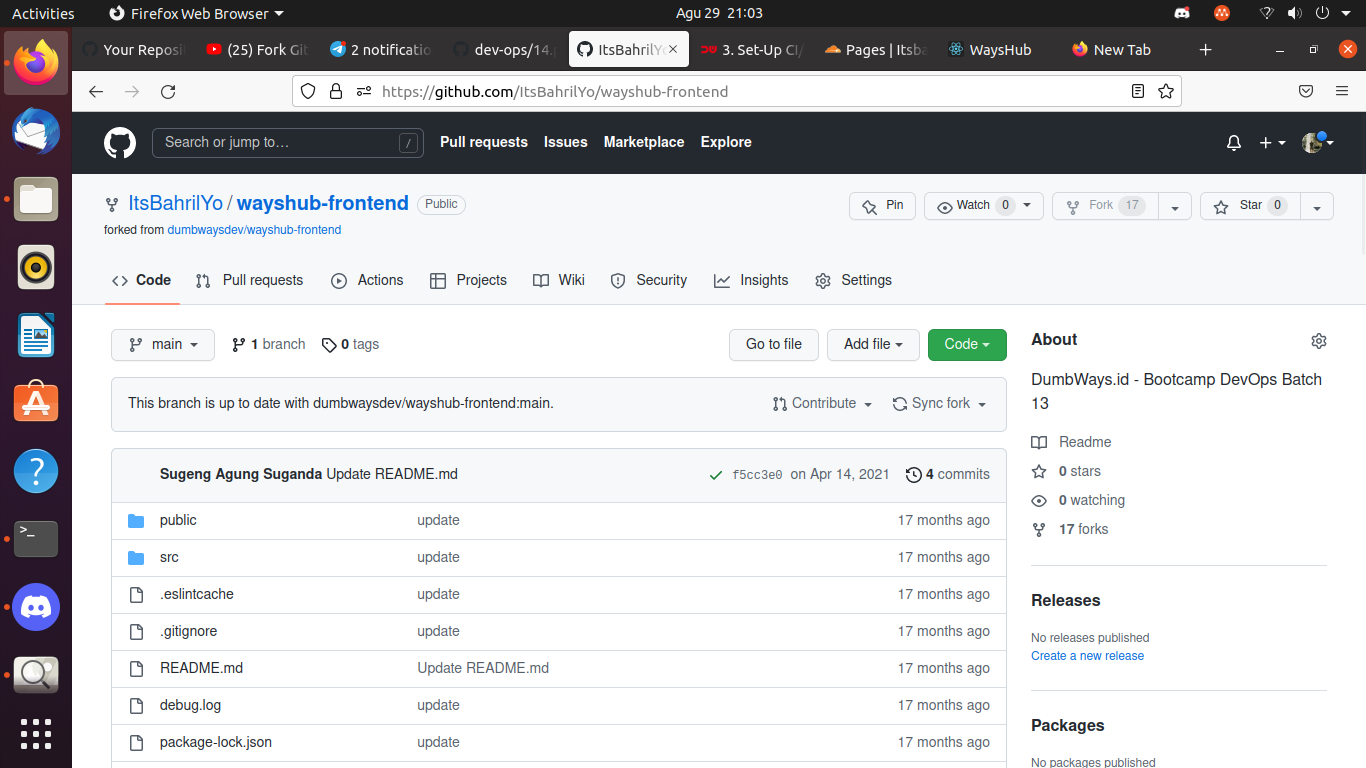 Activities Firefox Web Browser Agu 29 21:03
Your Reposi (25) Fork Git 2 notificatio dev-ops/14. ItsBahrilYo 3. Set-Up CI/ Pages | Itsba WaysHub New Tab
https://github.com/ItsBahrilYo/wayshub-frontend
Search or jump to… / Pull requests Issues Marketplace Explore
ItsBahrilYo / wayshub-frontend Public Pin Watch 0 Fork 17 Star 0
forked from dumbwaysdev/wayshub-frontend
Code Pull requests Actions Projects Wiki Security Insights Settings
main 1 branch 0 tags Go to file Add file Code
This branch is up to date with dumbwaysdev/wayshub-frontend:main. Contribute Sync fork
Sugeng Agung Suganda Update README.md f5cc3e0 on Apr 14, 2021 4 commits
public update 17 months ago
src update 17 months ago
.eslintcache update 17 months ago
.gitignore update 17 months ago
README.md Update README.md 17 months ago
debug.log update 17 months ago
package-lock.json update 17 months ago
About
DumbWays.id - Bootcamp DevOps Batch
13
Readme
0 stars
0 watching
17 forks
Releases
No releases published
Create a new release
Packages
No packages published